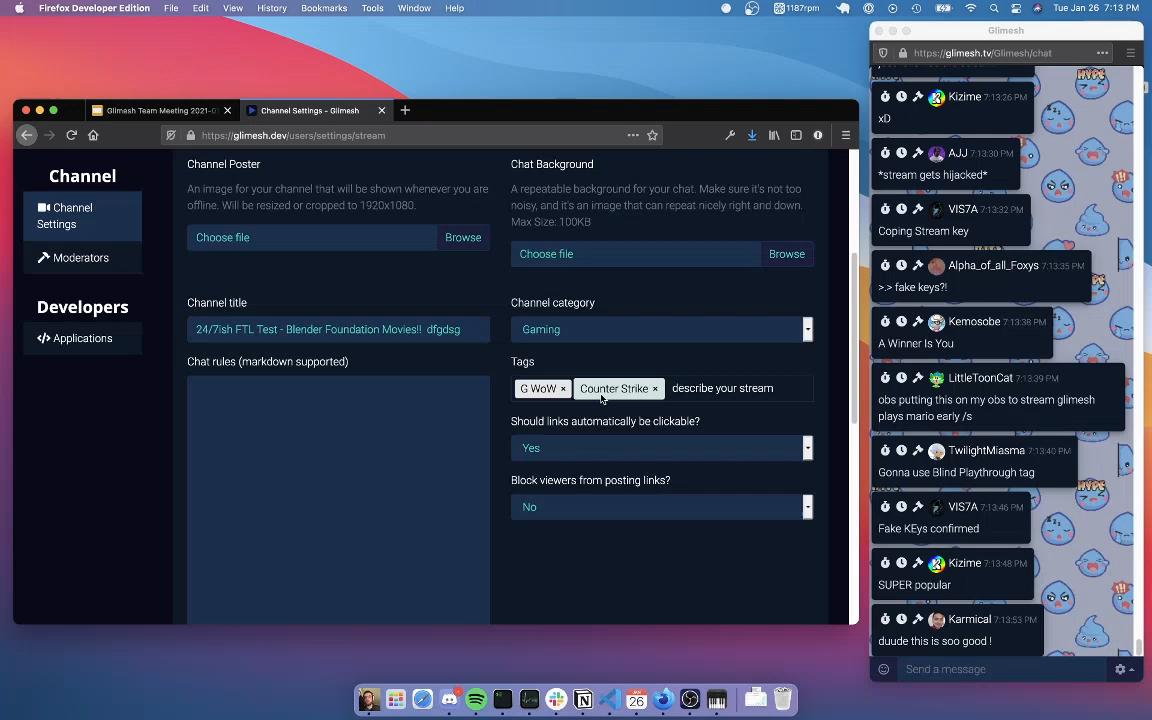 Firefox Developer Edition File Edit View History Bookmarks Tools Window Help 1187rpm Tue Jan 26 7:13 PM
Glimesh Team Meeting 2021-0 Channel Settings - Glimesh
https://glimesh.dev/users/settings/stream
Channel
Channel
Settings
Moderators
Developers
Applications
Channel Poster
An image for your channel that will be shown whenever you are
offline. Will be resized or cropped to 1920x1080.
Choose file Browse
Chat Background
A repeatable background for your chat. Make sure it's not too
noisy, and it's an image that can repeat nicely right and down.
Max Size: 100KB
Choose file Browse
Channel title
24/7ish FTL Test - Blender Foundation Movies!! dfgdsg
Channel category
Gaming
Chat rules (markdown supported)
Tags
G WoW × Counter Strike × describe your stream
Should links automatically be clickable?
Yes
Block viewers from posting links?
No
Glimesh
https://glimesh.tv/Glimesh/chat
Kizime 7:13:26 PM
xD
AJJ 7:13:30 PM
*stream gets hijacked*
VIS7A 7:13:32 PM
Coping Stream key
Alpha_of_all_Foxys 7:13:35 PM
>.> fake keys?!
Kemosobe 7:13:38 PM
A Winner Is You
LittleToonCat 7:13:39 PM
obs putting this on my obs to stream glimesh
plays mario early /s
TwilightMiasma 7:13:40 PM
Gonna use Blind Playthrough tag
VIS7A 7:13:46 PM
Fake KEys confirmed
Kizime 7:13:48 PM
SUPER popular
Karmical 7:13:53 PM
duude this is soo good !
Send a message
HYPE
HYPE
JAN
26